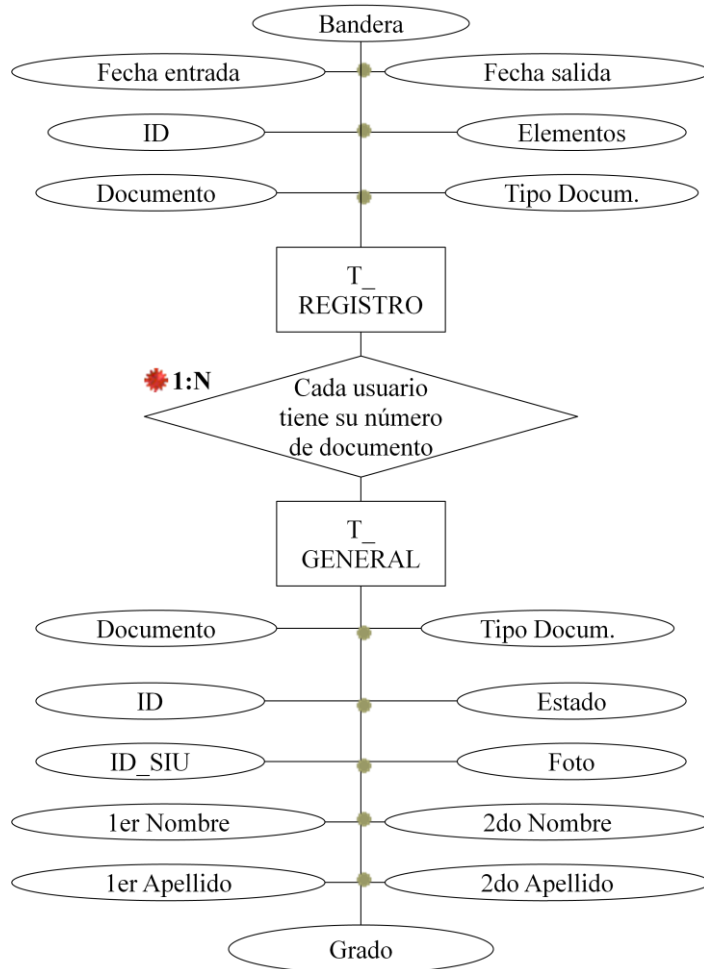 Bandera
Fecha entrada
Fecha salida
ID
Elementos
Documento
Tipo Docum.
T_
REGISTRO
1:N
Cada usuario
tiene su número
de documento
T_
GENERAL
Documento
Tipo Docum.
ID
Estado
ID_SIU
Foto
1er Nombre
2do Nombre
1er Apellido
2do Apellido
Grado